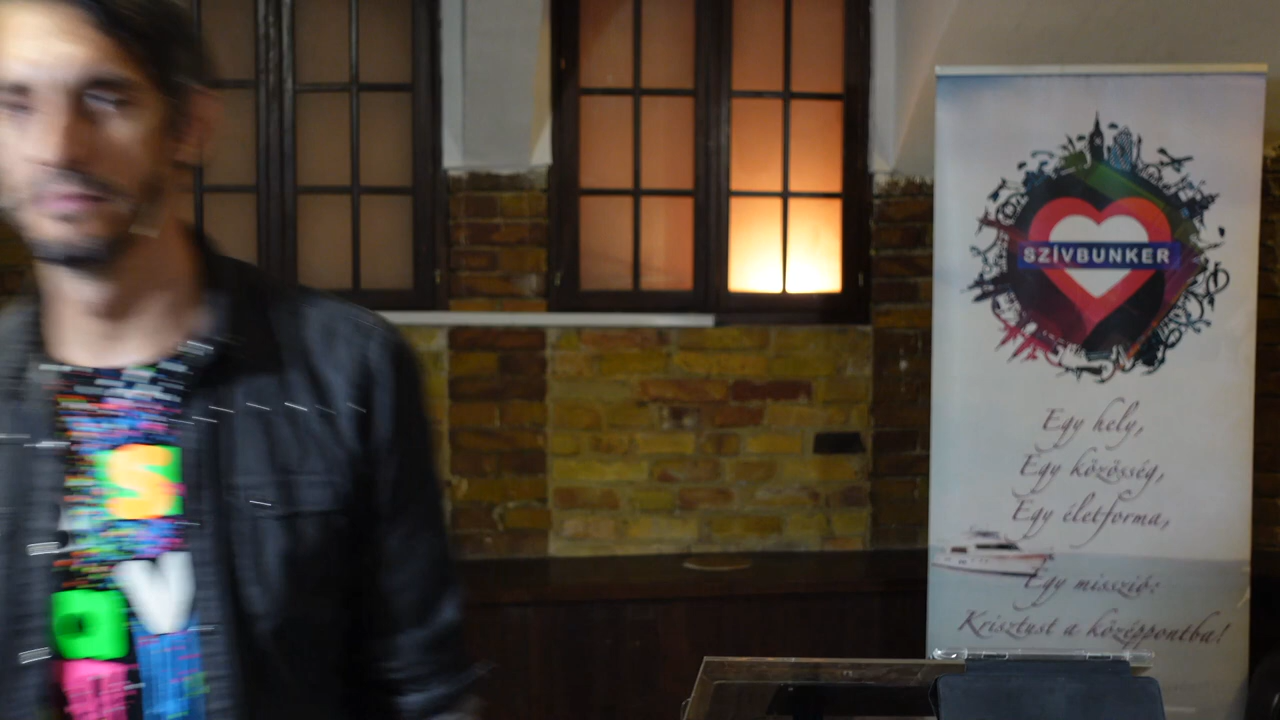 SZÍVBUNKER
Egy hely,
Egy közösség,
Egy életforma,
Egy misszió:
Krisztust a középpontba!
S
V